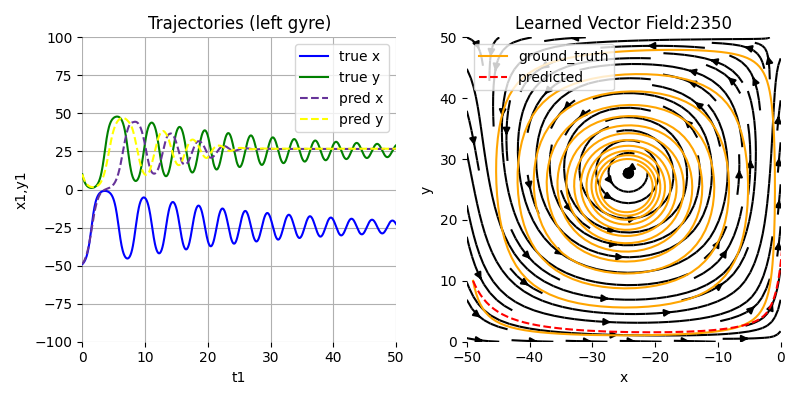 Trajectories (left gyre)
100
75
50
25
0
−25
−50
−75
−100
0
10
20
30
40
50
x1,y1
t1
true x
true y
pred x
pred y
Learned Vector Field:2350
50
40
30
20
10
0
−50
−40
−30
−20
−10
0
y
x
ground_truth
predicted